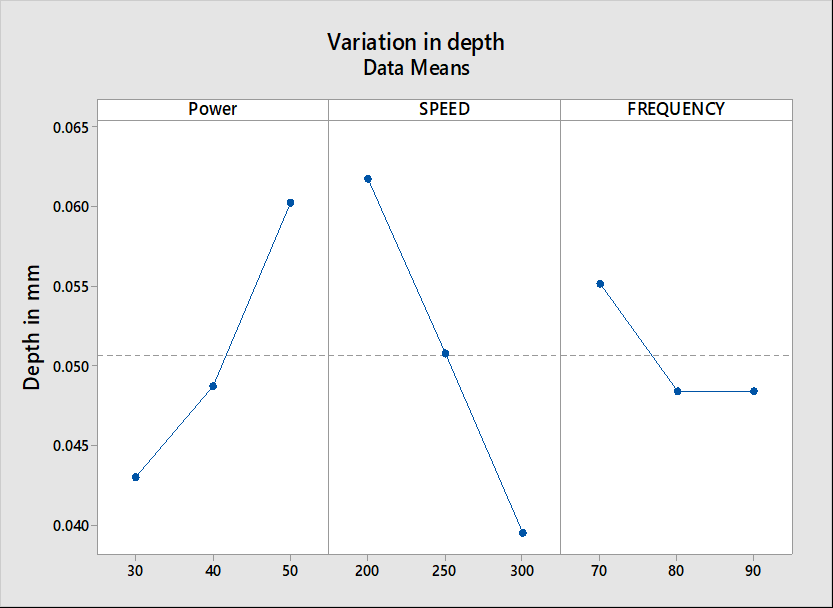 Variation in depth
Data Means
Power SPEED FREQUENCY
Depth in mm
0.065
0.060
0.055
0.050
0.045
0.040
30 40 50 200 250 300 70 80 90